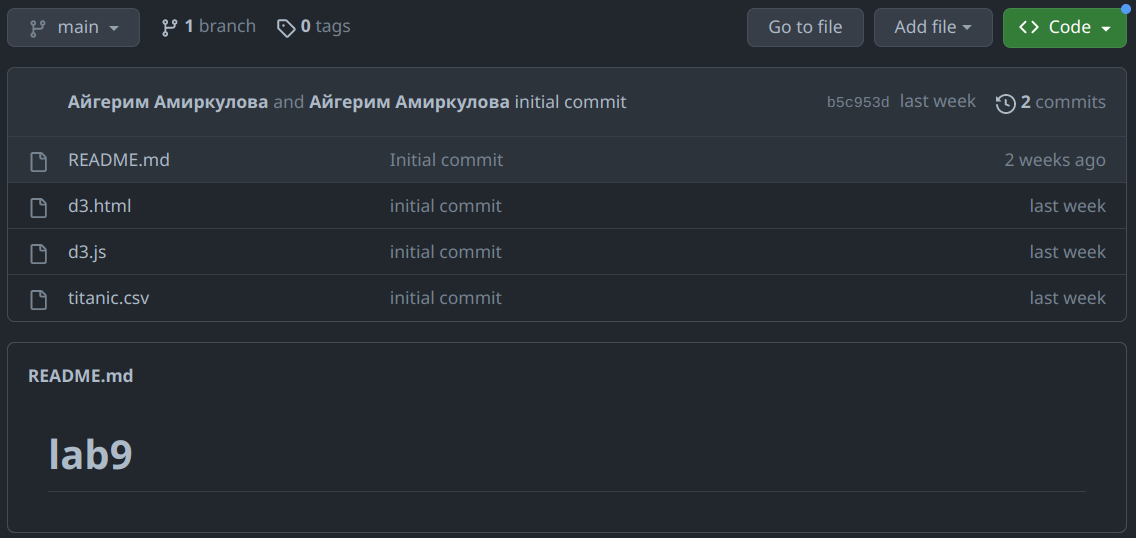 main 1 branch 0 tags Go to file Add file Code
Айгерим Амиркулова and Айгерим Амиркулова initial commit b5c953d last week 2 commits
README.md Initial commit 2 weeks ago
d3.html initial commit last week
d3.js initial commit last week
titanic.csv initial commit last week
README.md
lab9